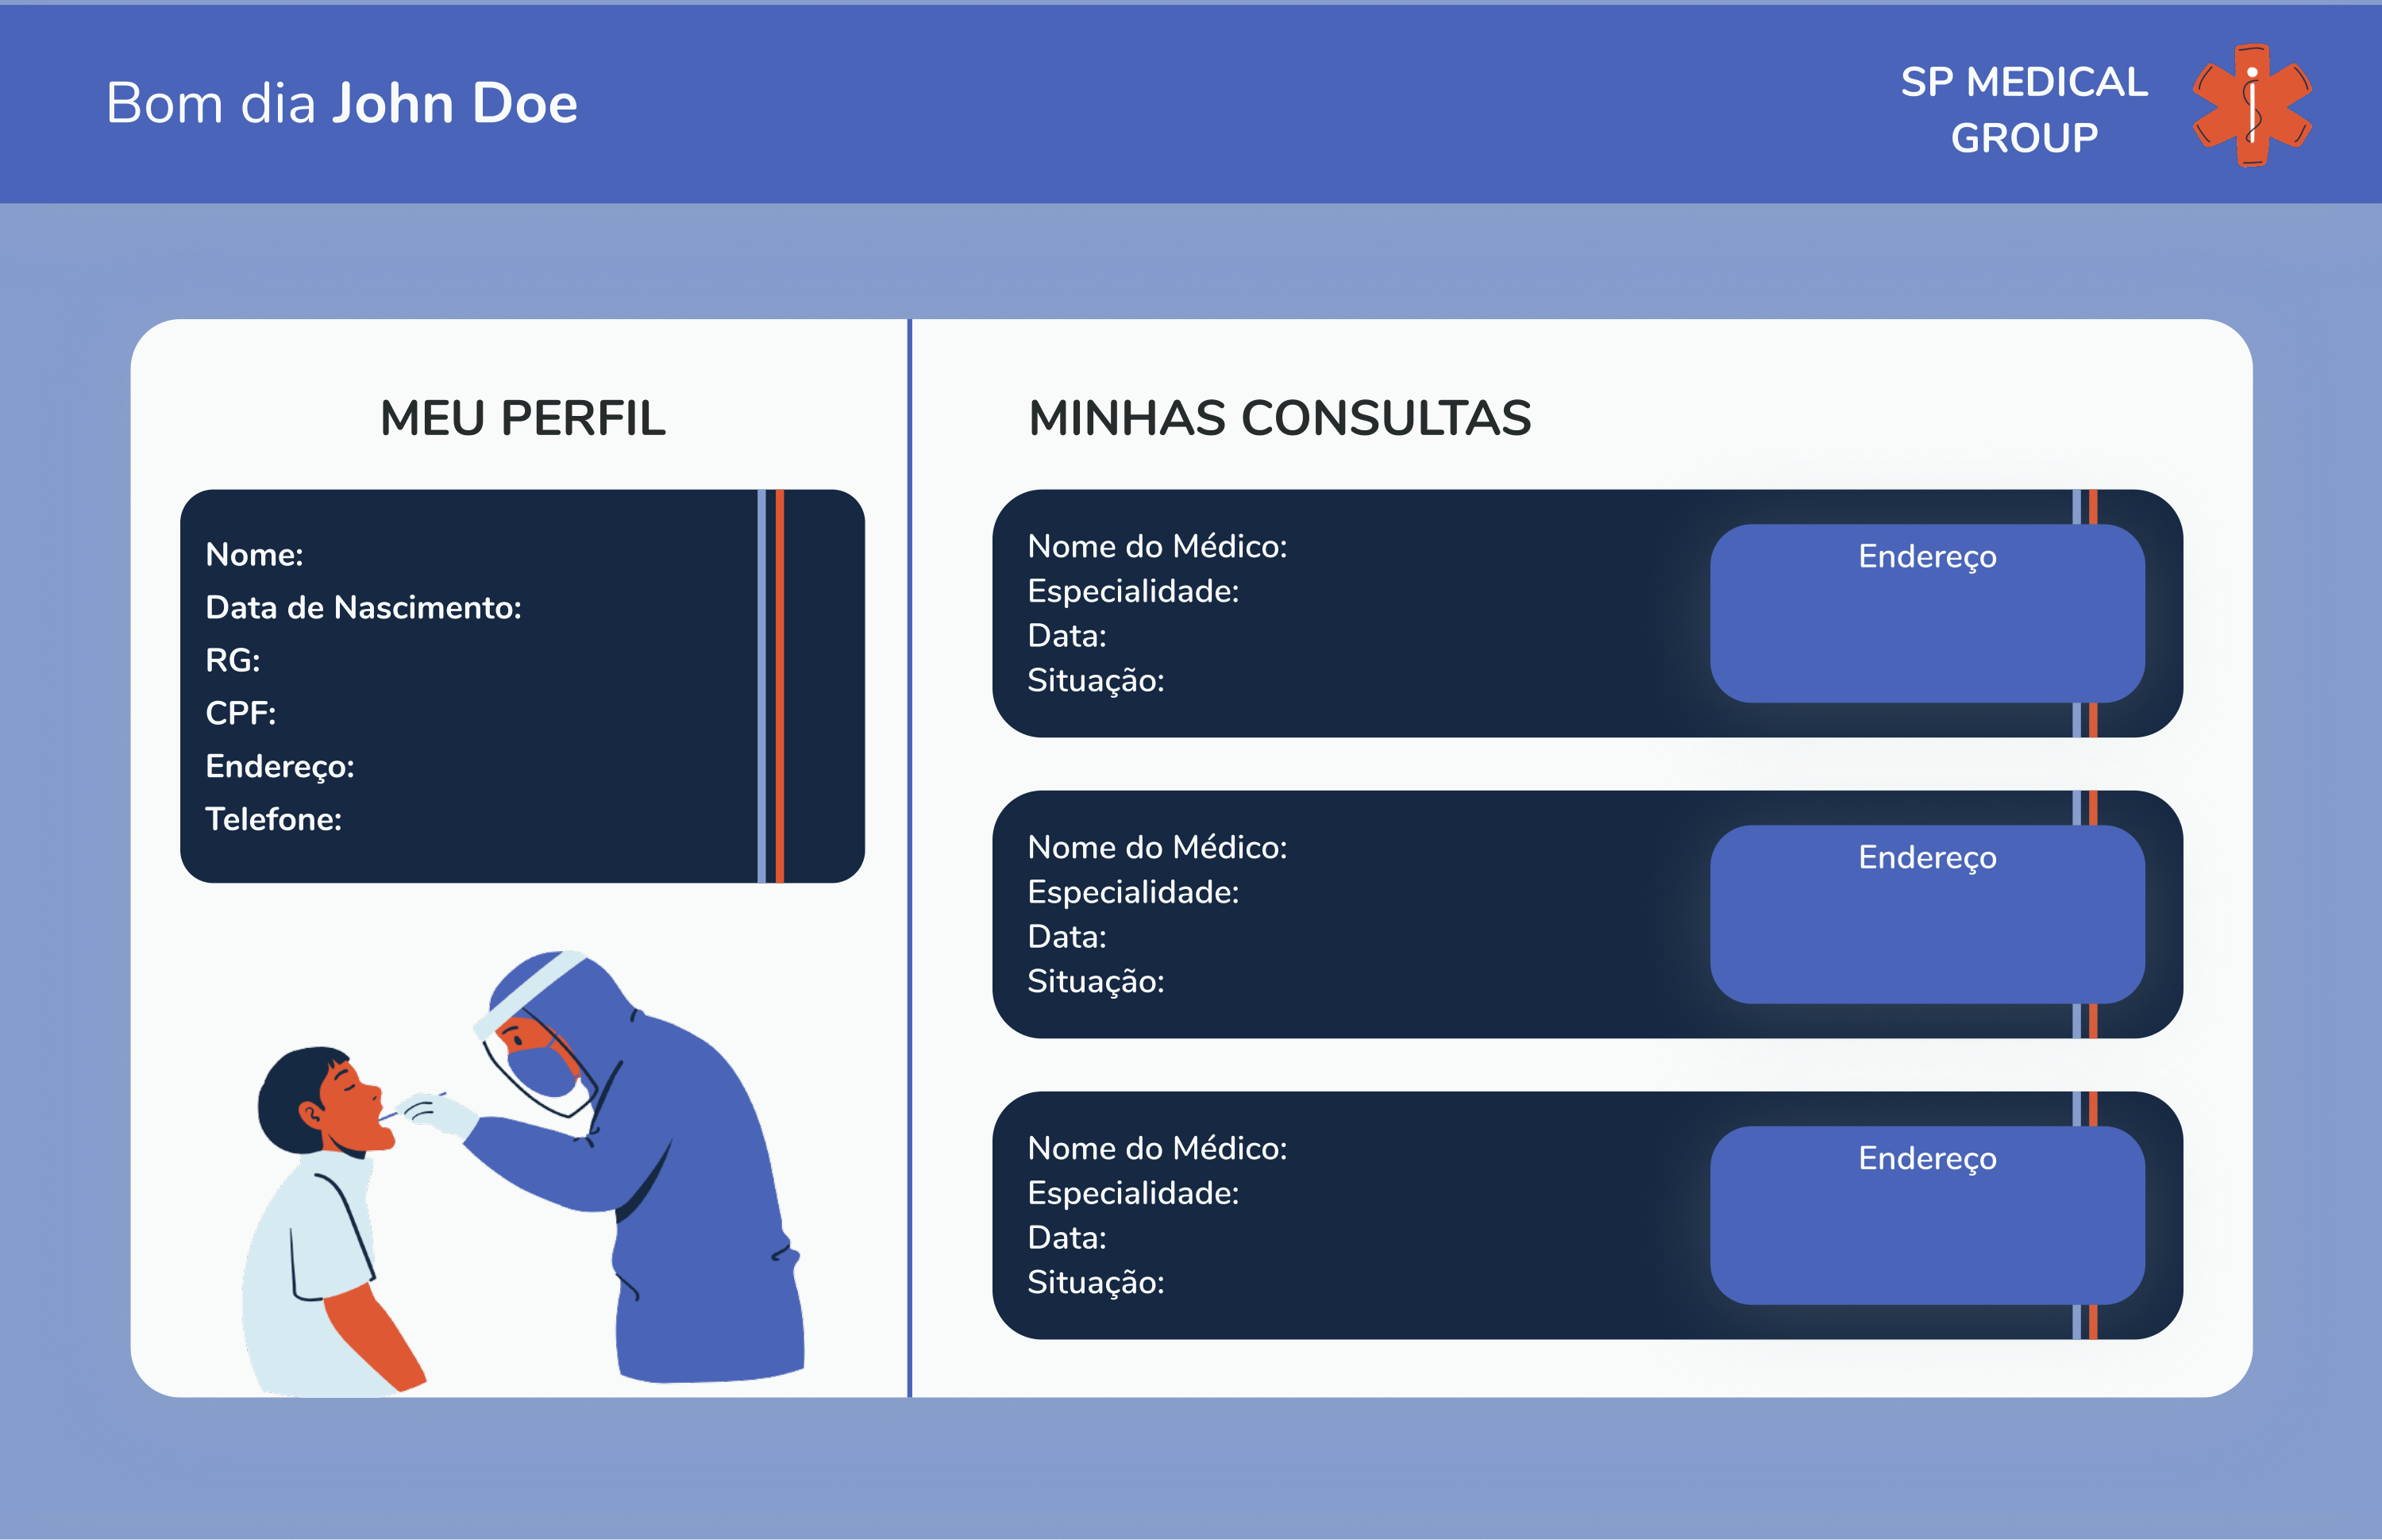 Bom dia John Doe
SP MEDICAL
GROUP
MEU PERFIL
Nome:
Data de Nascimento:
RG:
CPF:
Endereço:
Telefone:
MINHAS CONSULTAS
Nome do Médico:
Especialidade:
Data:
Situação:
Endereço
Nome do Médico:
Especialidade:
Data:
Situação:
Endereço
Nome do Médico:
Especialidade:
Data:
Situação:
Endereço